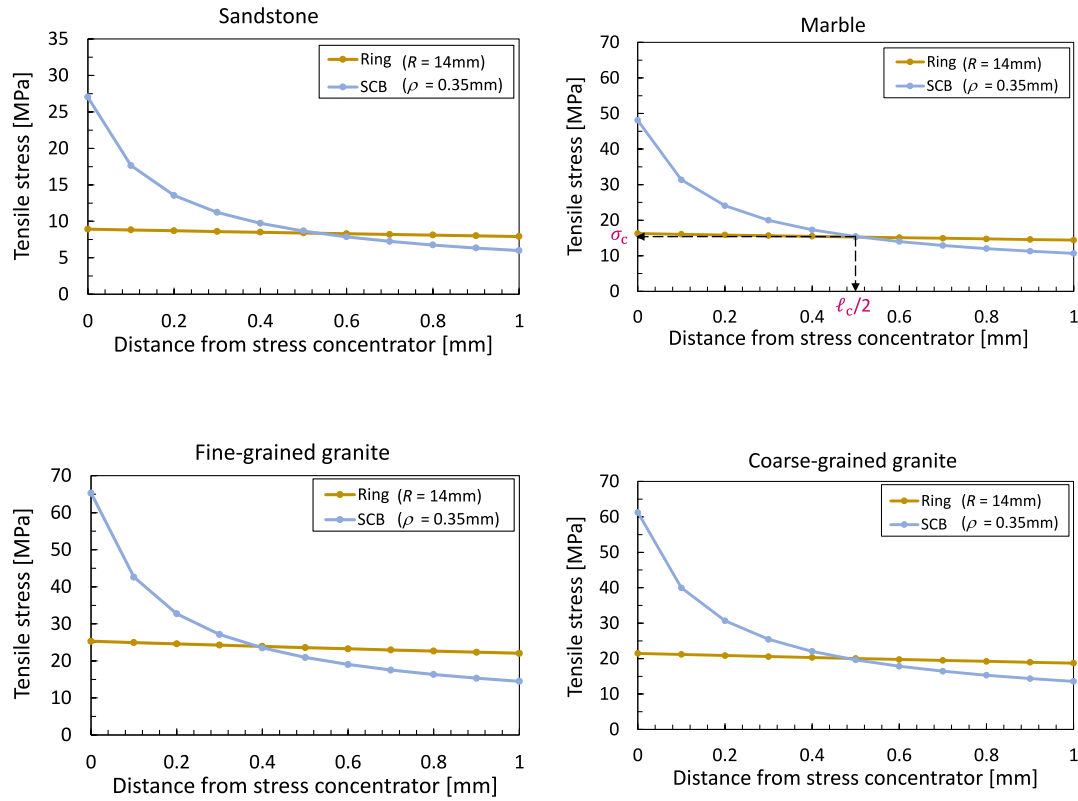 Sandstone
Tensile stress [MPa]
35
30
25
20
15
10
5
0
Ring (R = 14mm)
SCB (ρ = 0.35mm)
0 0.2 0.4 0.6 0.8 1
Distance from stress concentrator [mm]
Marble
Tensile stress [MPa]
70
60
50
40
30
20
10
0
σc
ℓc/2
Ring (R = 14mm)
SCB (ρ = 0.35mm)
0 0.2 0.4 0.6 0.8 1
Distance from stress concentrator [mm]
Fine-grained granite
Tensile stress [MPa]
70
60
50
40
30
20
10
0
Ring (R = 14mm)
SCB (ρ = 0.35mm)
0 0.2 0.4 0.6 0.8 1
Distance from stress concentrator [mm]
Coarse-grained granite
Tensile stress [MPa]
70
60
50
40
30
20
10
0
Ring (R = 14mm)
SCB (ρ = 0.35mm)
0 0.2 0.4 0.6 0.8 1
Distance from stress concentrator [mm]